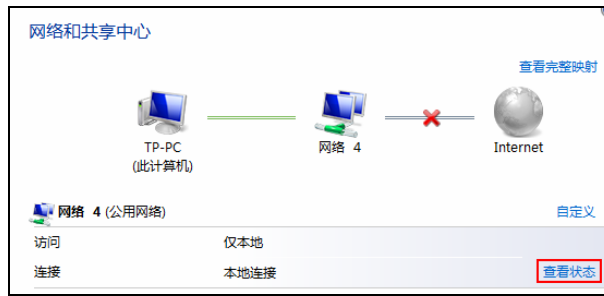 网络和共享中心
查看完整映射
TP-PC
(此计算机)
网络 4
Internet
网络 4 (公用网络)
自定义
访问 仅本地
连接 本地连接 查看状态